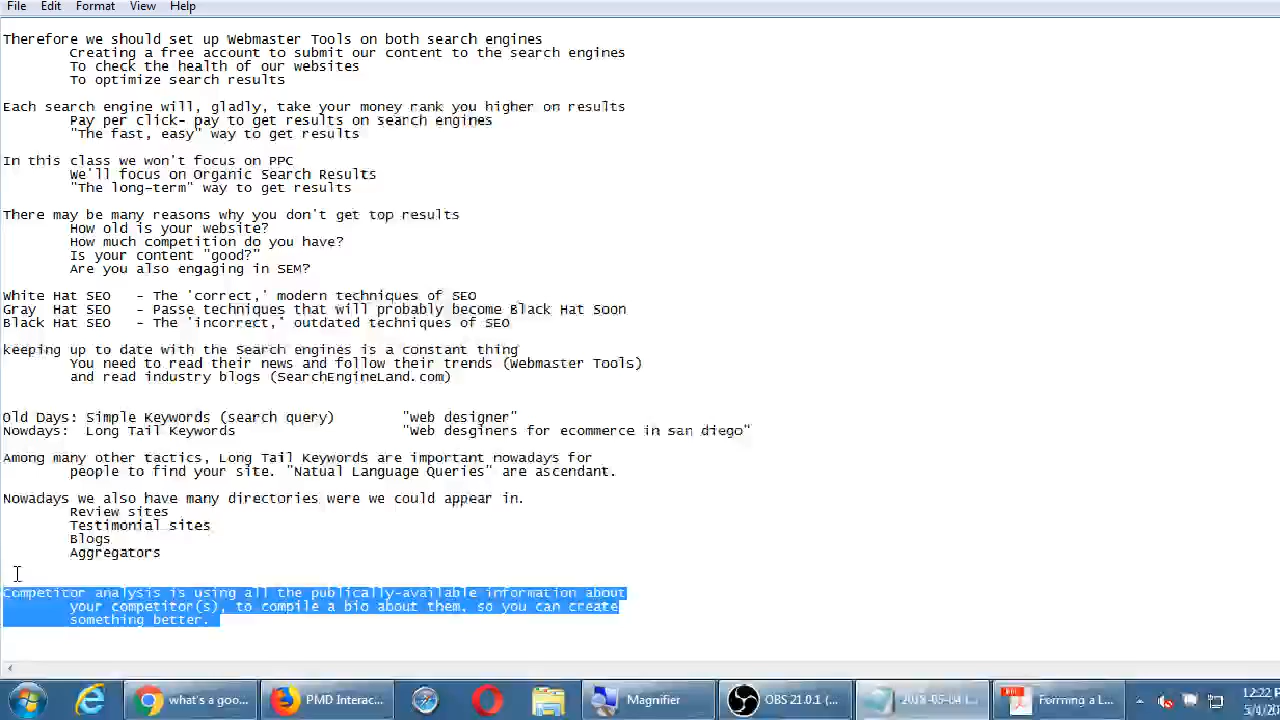 File Edit Format View Help
Therefore we should set up Webmaster Tools on both search engines
Creating a free account to submit our content to the search engines
To check the health of our websites
To optimize search results
Each search engine will, gladly, take your money rank you higher on results
Pay per click- pay to get results on search engines
"The fast, easy" way to get results
In this class we won't focus on PPC
We'll focus on Organic Search Results
"The long-term" way to get results
There may be many reasons why you don't get top results
How old is your website?
How much competition do you have?
Is your content "good?"
Are you also engaging in SEM?
White Hat SEO - The 'correct,' modern techniques of SEO
Gray Hat SEO - Passe techniques that will probably become Black Hat Soon
Black Hat SEO - The 'incorrect,' outdated techniques of SEO
keeping up to date with the Search engines is a constant thing
You need to read their news and follow their trends (Webmaster Tools)
and read industry blogs (SearchEngineLand.com)
Old Days: Simple Keywords (search query) "web designer"
Nowdays: Long Tail Keywords "Web desginers for ecommerce in san diego"
Among many other tactics, Long Tail Keywords are important nowadays for
people to find your site. "Natual Language Queries" are ascendant.
Nowadays we also have many directories were we could appear in.
Review sites
Testimonial sites
Blogs
Aggregators
Competitor analysis is using all the publically-available information about
your competitor(s), to compile a bio about them, so you can create
something better.
what's a goo... PMD Interac... Magnifier OBS 21.0.1 (... 2018-05-04 (... Forming a L... 12:22
5/4/20